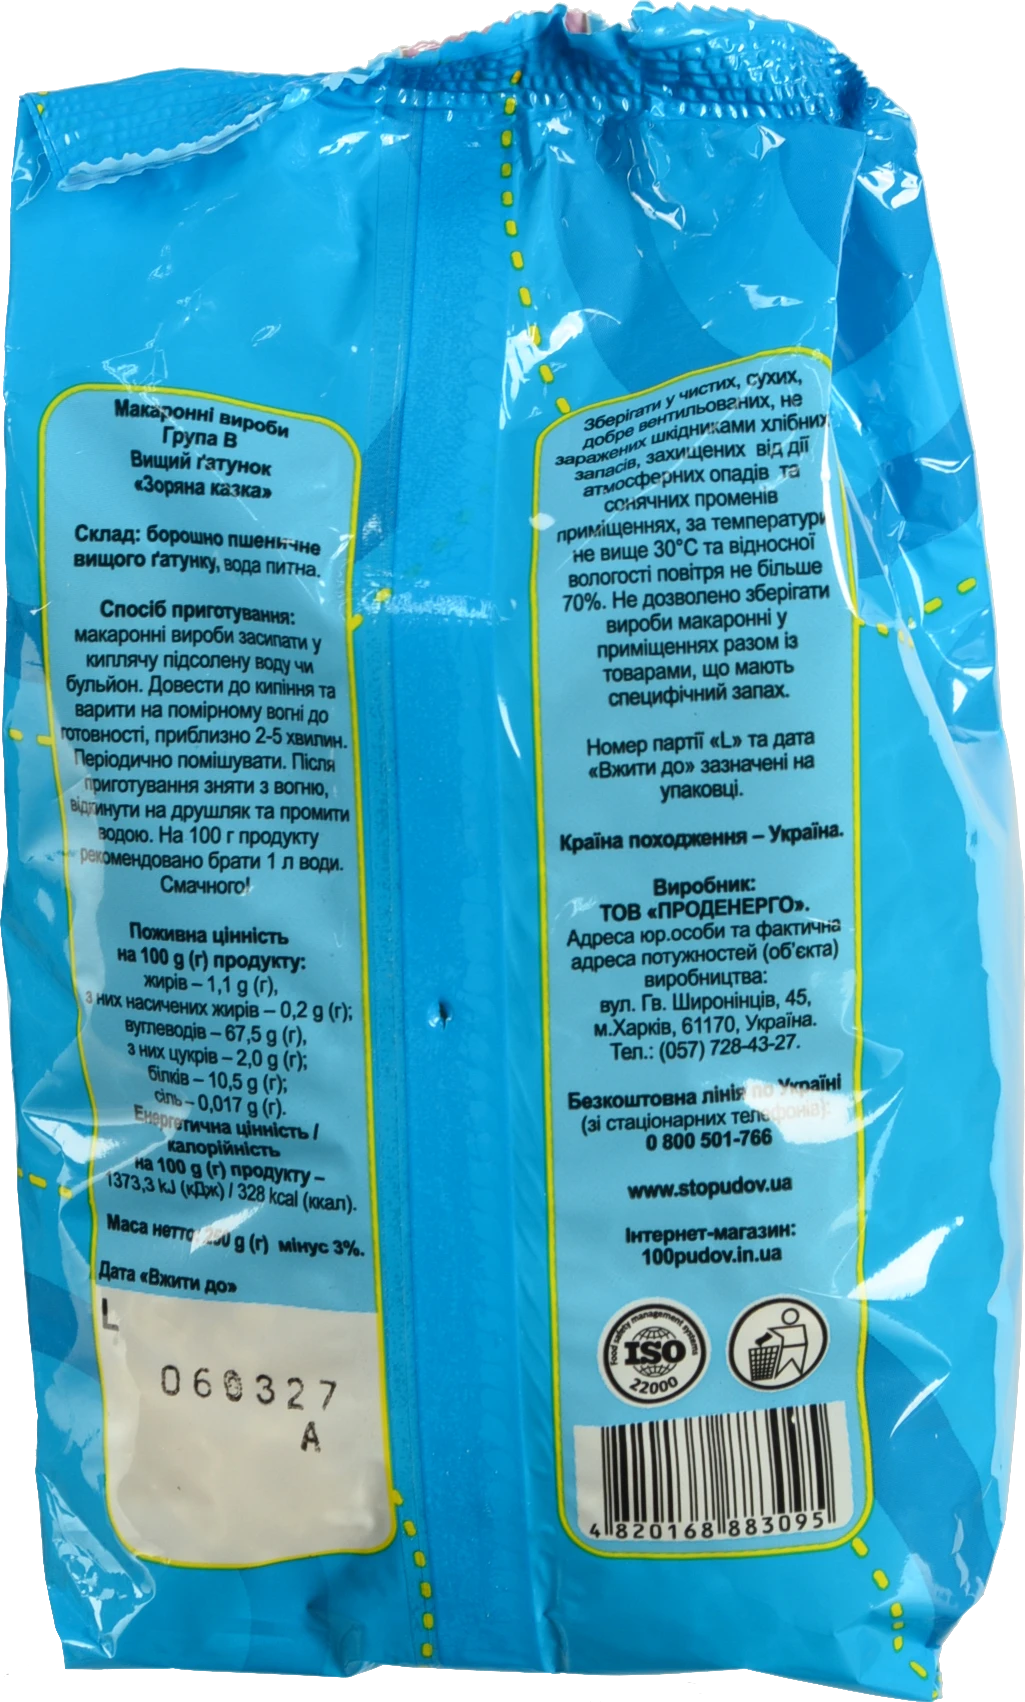 Макаронні вироби
Група В
Вищий ґатунок
«Зоряна казка»
Склад: борошно пшеничне
вищого ґатунку, вода питна.
Спосіб приготування:
макаронні вироби засипати у
киплячу підсолену воду чи
бульйон. Довести до кипіння та
варити на помірному вогні до
готовності, приблизно 2-5 хвилин.
Періодично помішувати. Після
приготування зняти з вогню,
відкинути на друшляк та промити
водою. На 100 г продукту
рекомендовано брати 1 л води.
Смачного!
Поживна цінність
на 100 g (г) продукту:
жирів – 1,1 g (г),
з них насичених жирів – 0,2 g (г);
вуглеводів – 67,5 g (г),
з них цукрів – 2,0 g (г);
білків – 10,5 g (г);
сіль – 0,017 g (г).
Енергетична цінність /
калорійність
на 100 g (г) продукту –
1373,3 kJ (кДж) / 328 kcal (ккал).
Маса нетто: g (г) мінус 3%.
Дата «Вжити до»
L
060327
A
Зберігати у чистих, сухих,
добре вентильованих, не
заражених шкідниками хлібних
запасів, захищених від дії
атмосферних опадів та
сонячних променів
приміщеннях, за температури
не вище 30°С та відносної
вологості повітря не більше
70%. Не дозволено зберігати
вироби макаронні у
приміщеннях разом із
товарами, що мають
специфічний запах.
Номер партії «L» та дата
«Вжити до» зазначені на
упаковці.
Країна походження – Україна.
Виробник:
ТОВ «ПРОДЕНЕРГО».
Адреса юр.особи та фактична
адреса потужностей (об'єкта)
виробництва:
вул. Гв. Широнінців, 45,
м.Харків, 61170, Україна.
Тел.: (057) 728-43-27.
Безкоштовна лінія по Україні
(зі стаціонарних телефонів):
0 800 501-766
www.stopudov.ua
Інтернет-магазин:
100pudov.in.ua
Food safety management systems
ISO
22000
4 820168 883095